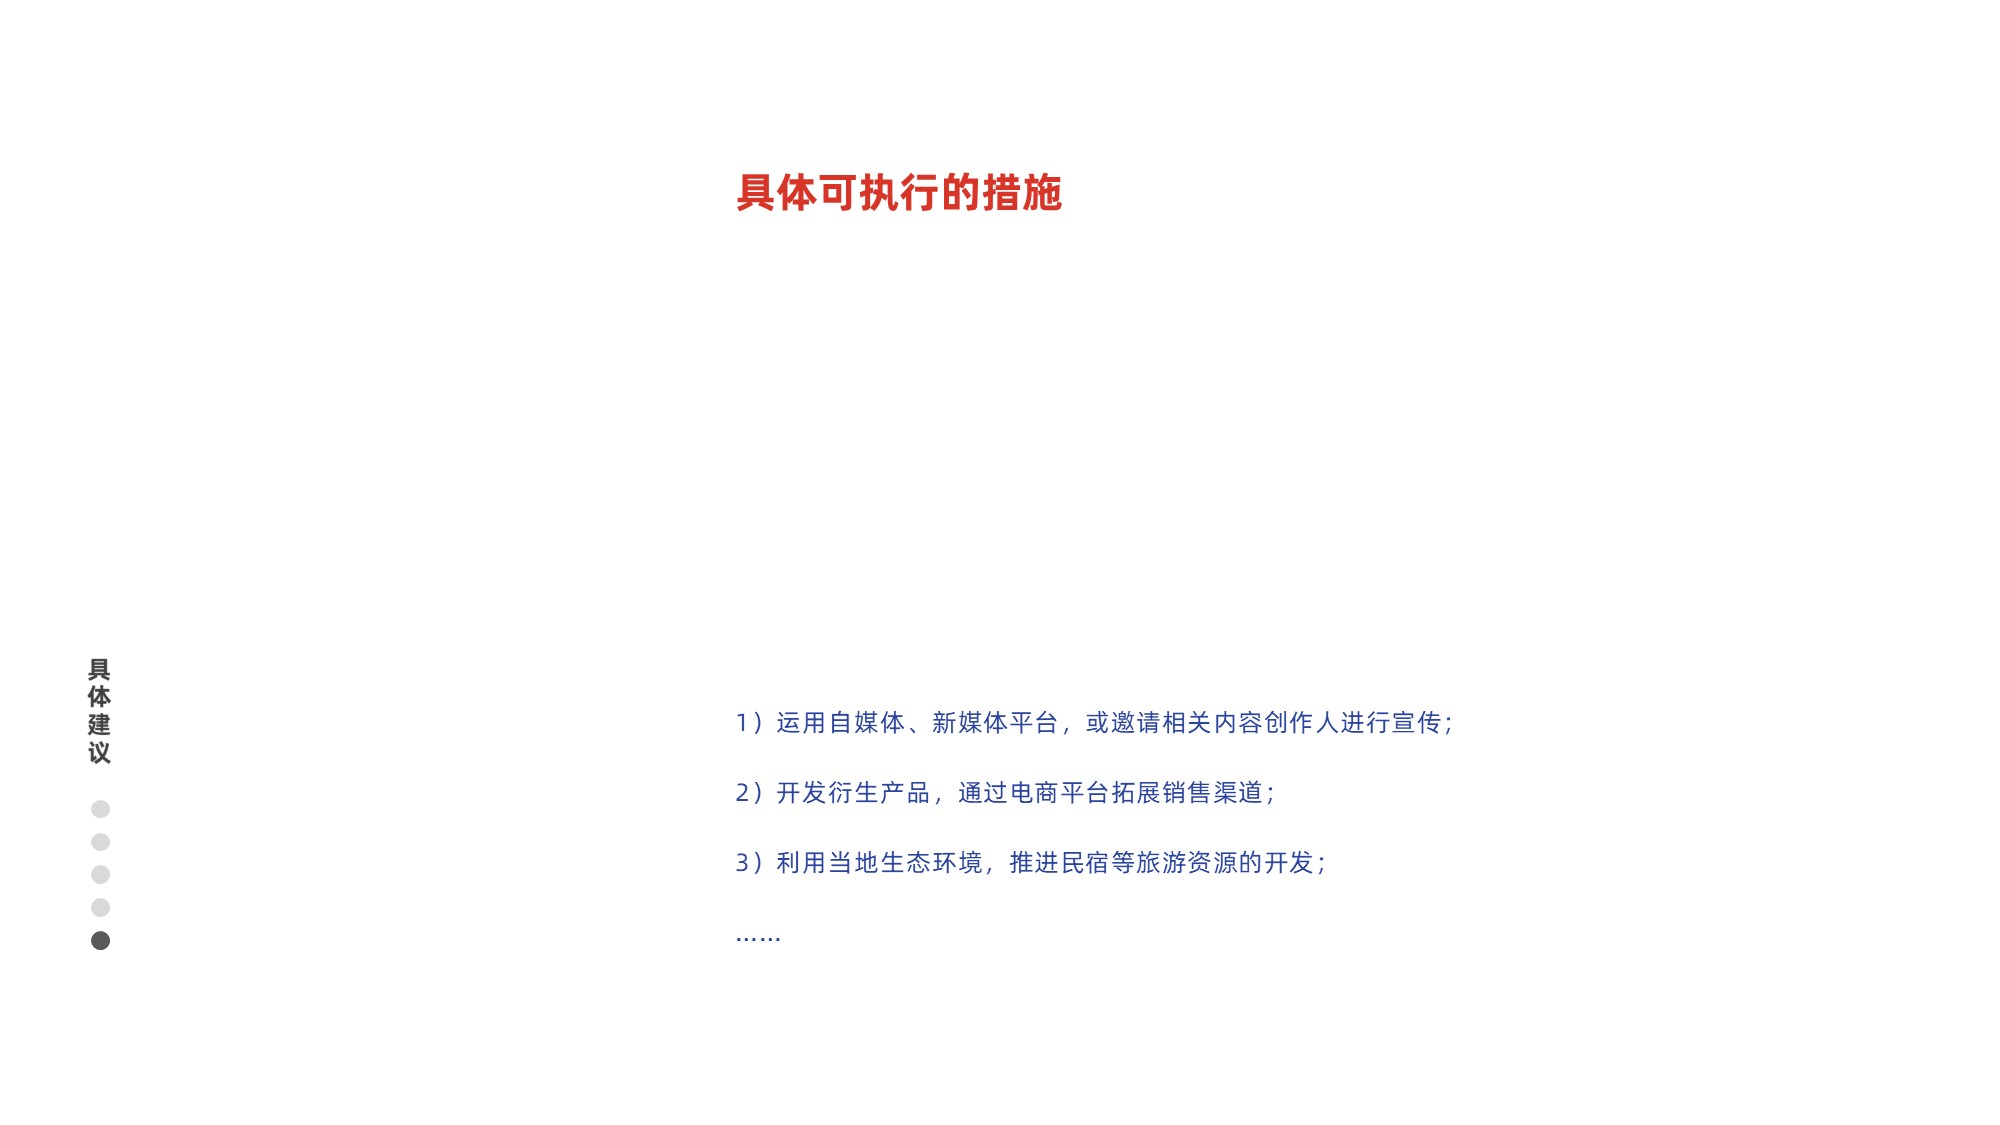 具体可执行的措施
具体建议
1）运用自媒体、新媒体平台，或邀请相关内容创作人进行宣传；
2）开发衍生产品，通过电商平台拓展销售渠道；
3）利用当地生态环境，推进民宿等旅游资源的开发；
……